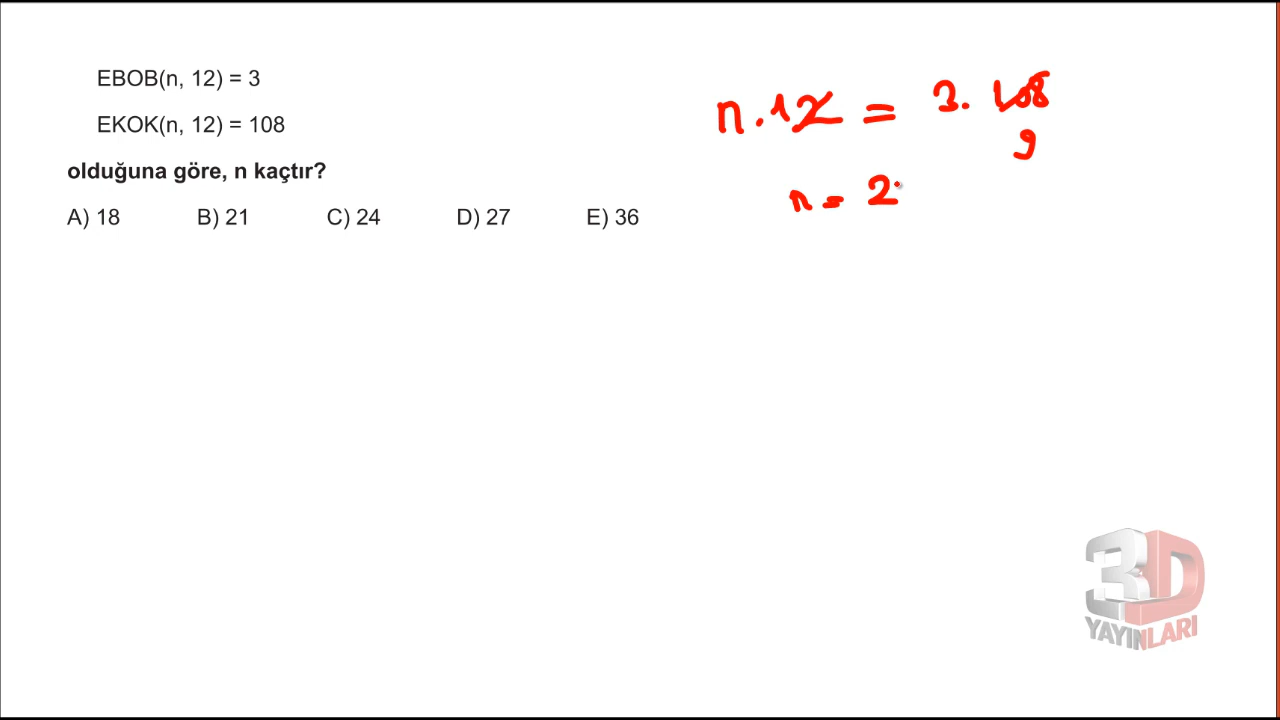 EBOB(n, 12) = 3
EKOK(n, 12) = 108
olduğuna göre, n kaçtır?
A) 18 B) 21 C) 24 D) 27 E) 36
n . 12 = 3 . 108
9
n = 2
3D
YAYINLARI